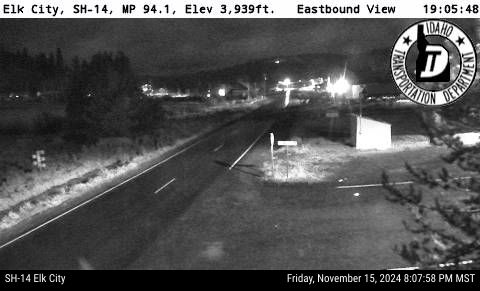 Elk City, SH-14, MP 94.1, Elev 3,939ft. Eastbound View 19:05:48
IDAHO
TRANSPORTATION DEPARTMENT
SH-14 Elk City Friday, November 15, 2024 8:07:58 PM MST